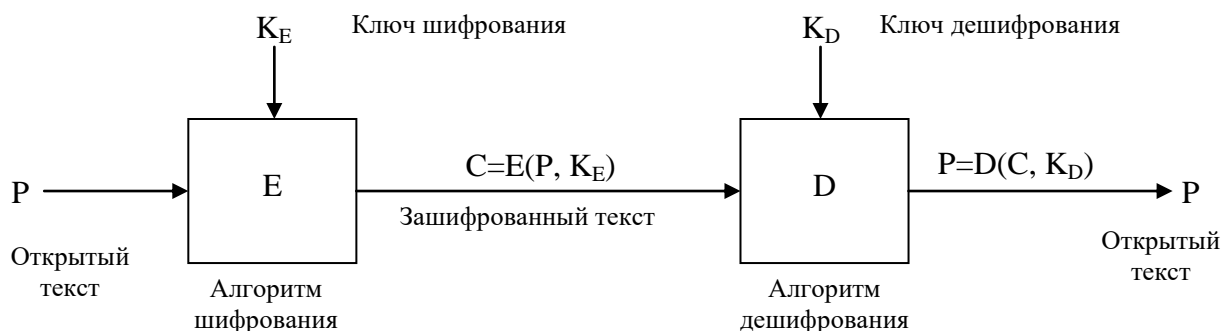 K_E Ключ шифрования
K_D Ключ дешифрования
P
E
C=E(P, K_E)
Зашифрованный текст
D
P=D(C, K_D)
P
Открытый
текст
Алгоритм
шифрования
Алгоритм
дешифрования
Открытый
текст